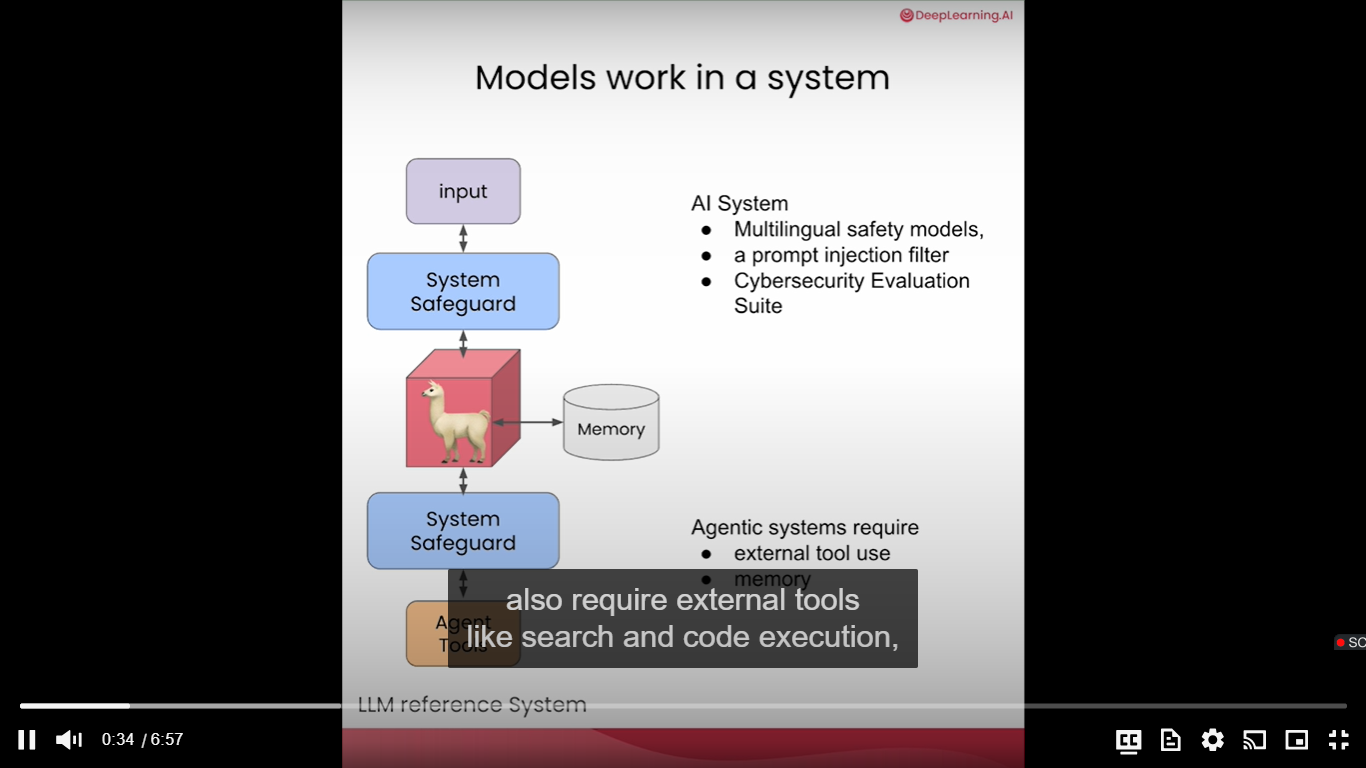 DeepLearning.AI
Models work in a system
input
System
Safeguard
Memory
System
Safeguard
Agent
Tools
AI System
● Multilingual safety models,
● a prompt injection filter
● Cybersecurity Evaluation
Suite
Agentic systems require
● external tool use
● memory
also require external tools
like search and code execution,
LLM reference System
0:34 / 6:57
CC
SC